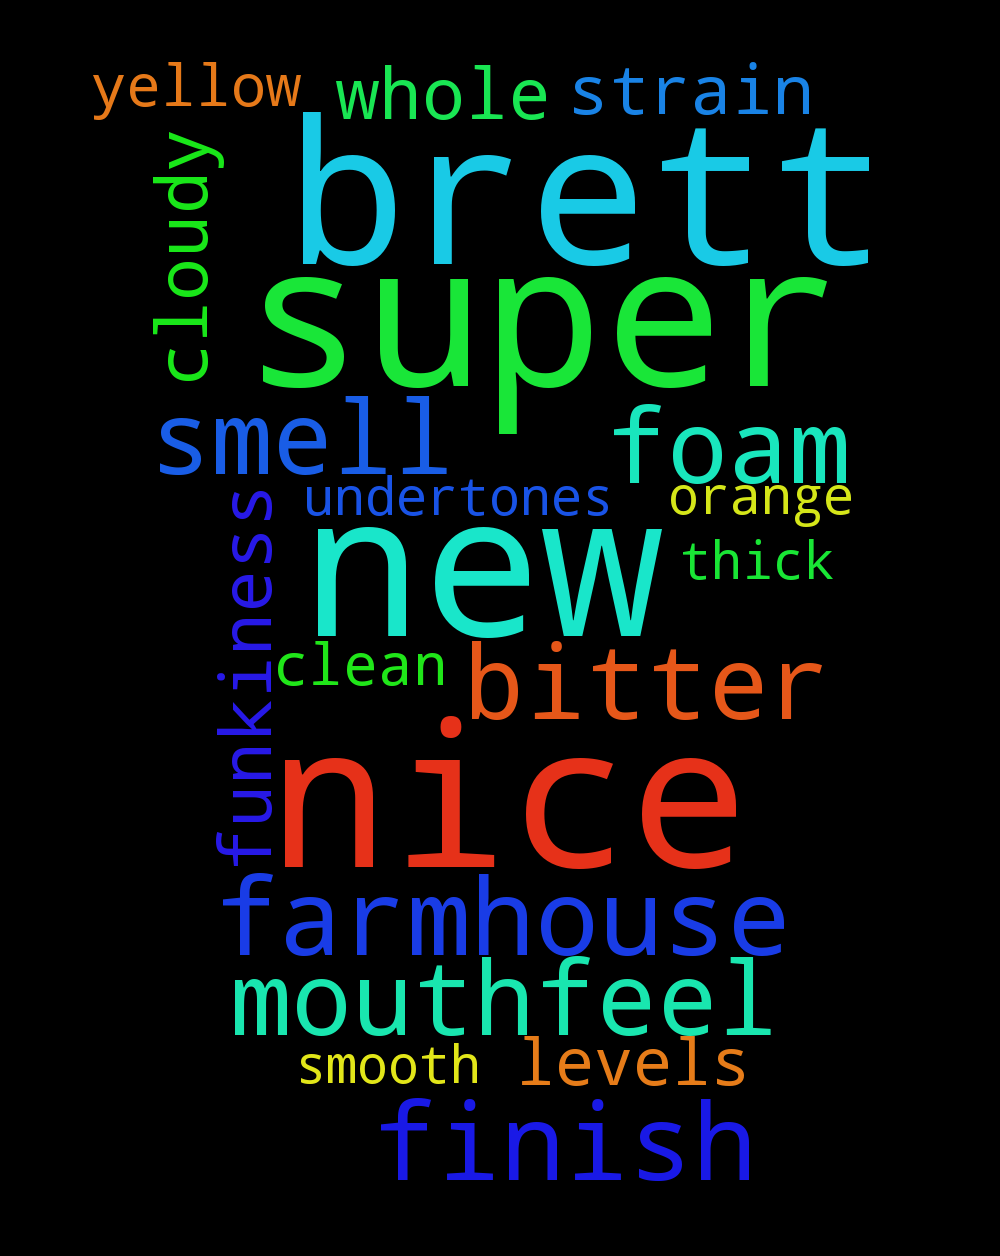 yellow whole strain
cloudy
brett
super
smell foam
undertones orange
funkiness
new thick
clean bitter
nice
farmhouse
mouthfeel
smooth levels
finish